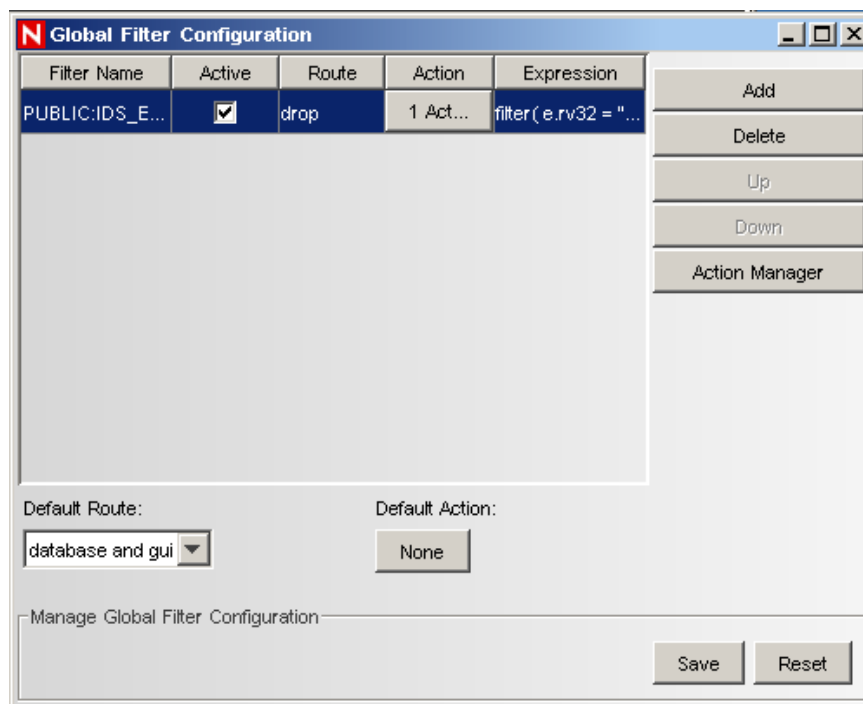 N Global Filter Configuration
Filter Name Active Route Action Expression
PUBLIC:IDS_E... drop 1 Act... filter( e.rv32 = "...
Add
Delete
Up
Down
Action Manager
Default Route: Default Action:
database and gui None
Manage Global Filter Configuration
Save Reset